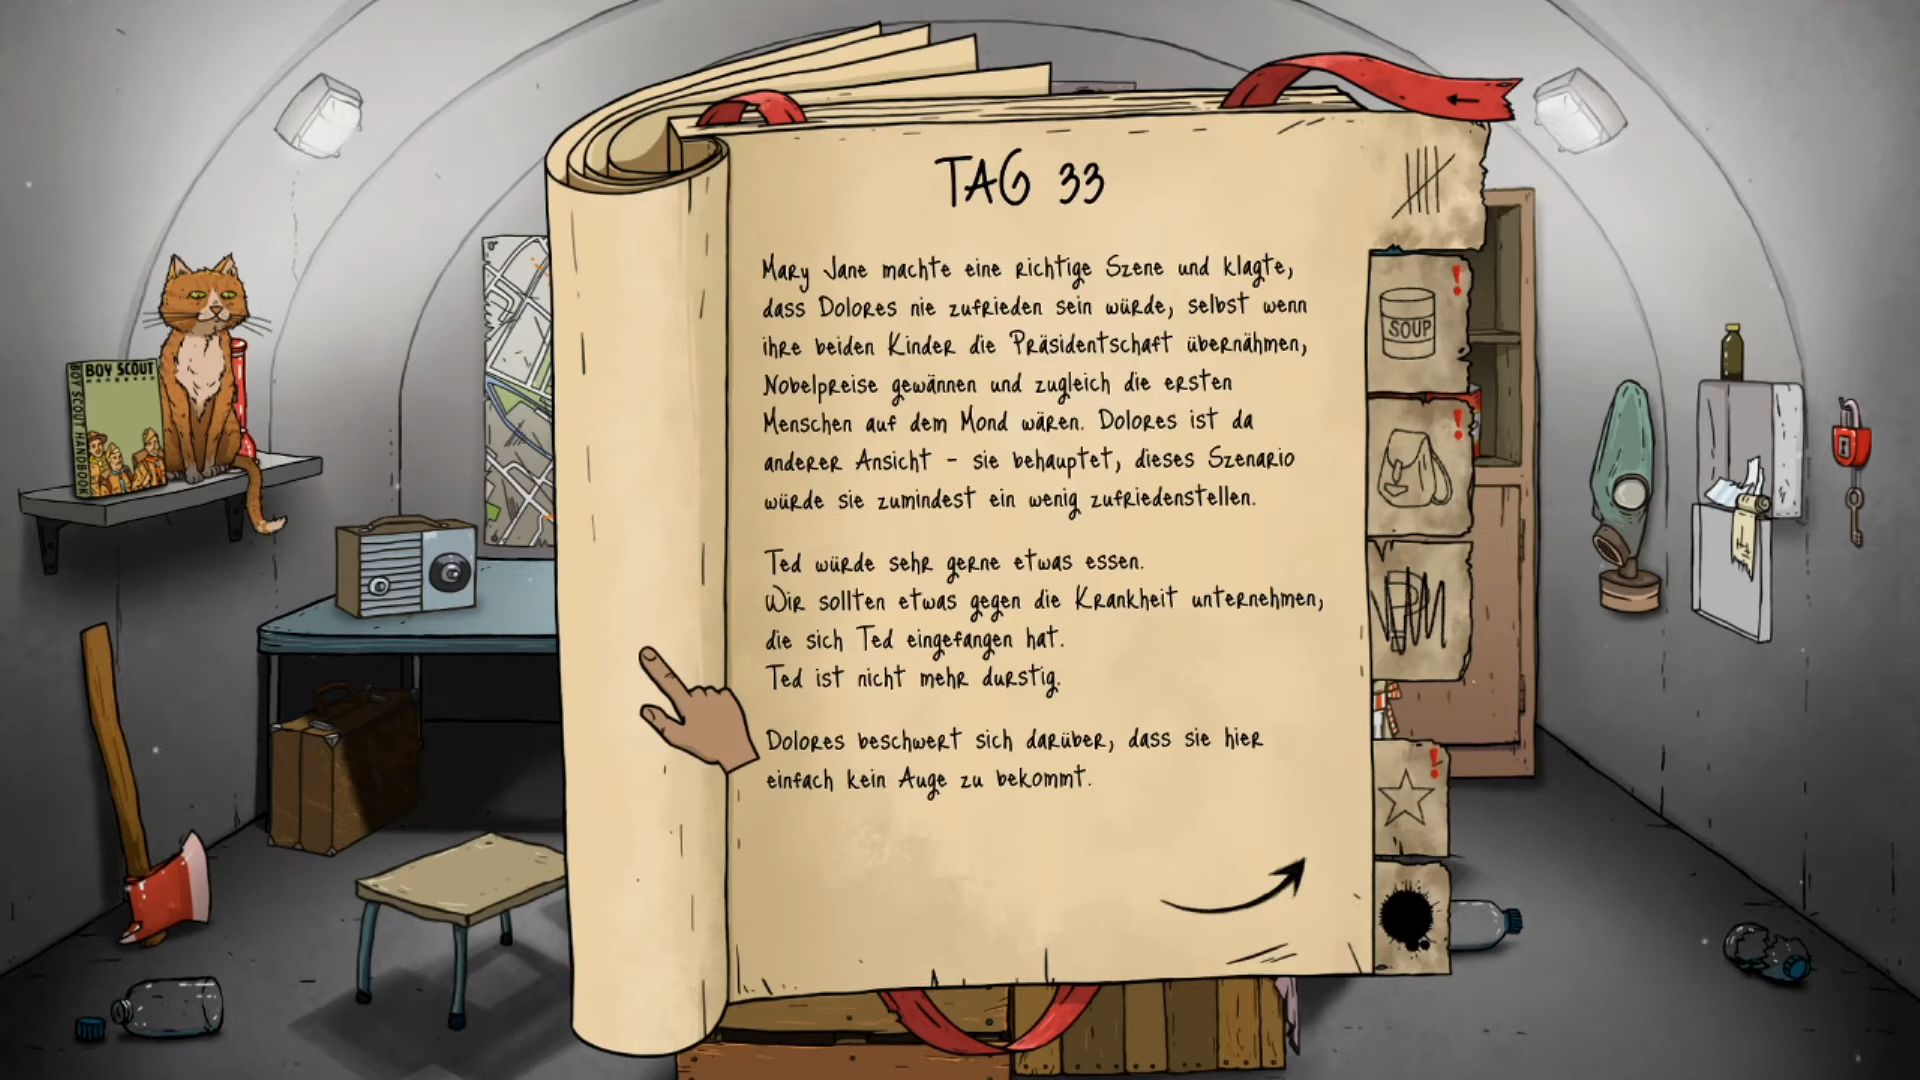 TAG 33
Mary Jane machte eine richtige Szene und klagte,
dass Dolores nie zufrieden sein würde, selbst wenn
ihre beiden Kinder die Präsidentschaft übernähmen,
Nobelpreise gewännen und zugleich die ersten
Menschen auf dem Mond wären. Dolores ist da
anderer Ansicht - sie behauptet, dieses Szenario
würde sie zumindest ein wenig zufriedenstellen.
Ted würde sehr gerne etwas essen.
Wir sollten etwas gegen die Krankheit unternehmen,
die sich Ted eingefangen hat.
Ted ist nicht mehr durstig.
Dolores beschwert sich darüber, dass sie hier
einfach kein Auge zu bekommt.
SOUP
!
!
!
BOY SCOUT
HANDBOOK
BOY SCOUT HANDBOOK